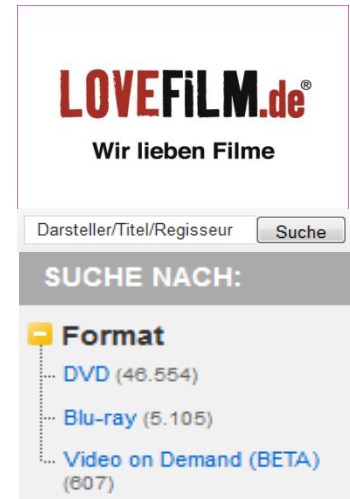 LOVEFiLM.de®
Wir lieben Filme
Darsteller/Titel/Regisseur Suche
SUCHE NACH:
Format
DVD (46.554)
Blu-ray (5.105)
Video on Demand (BETA)
(607)